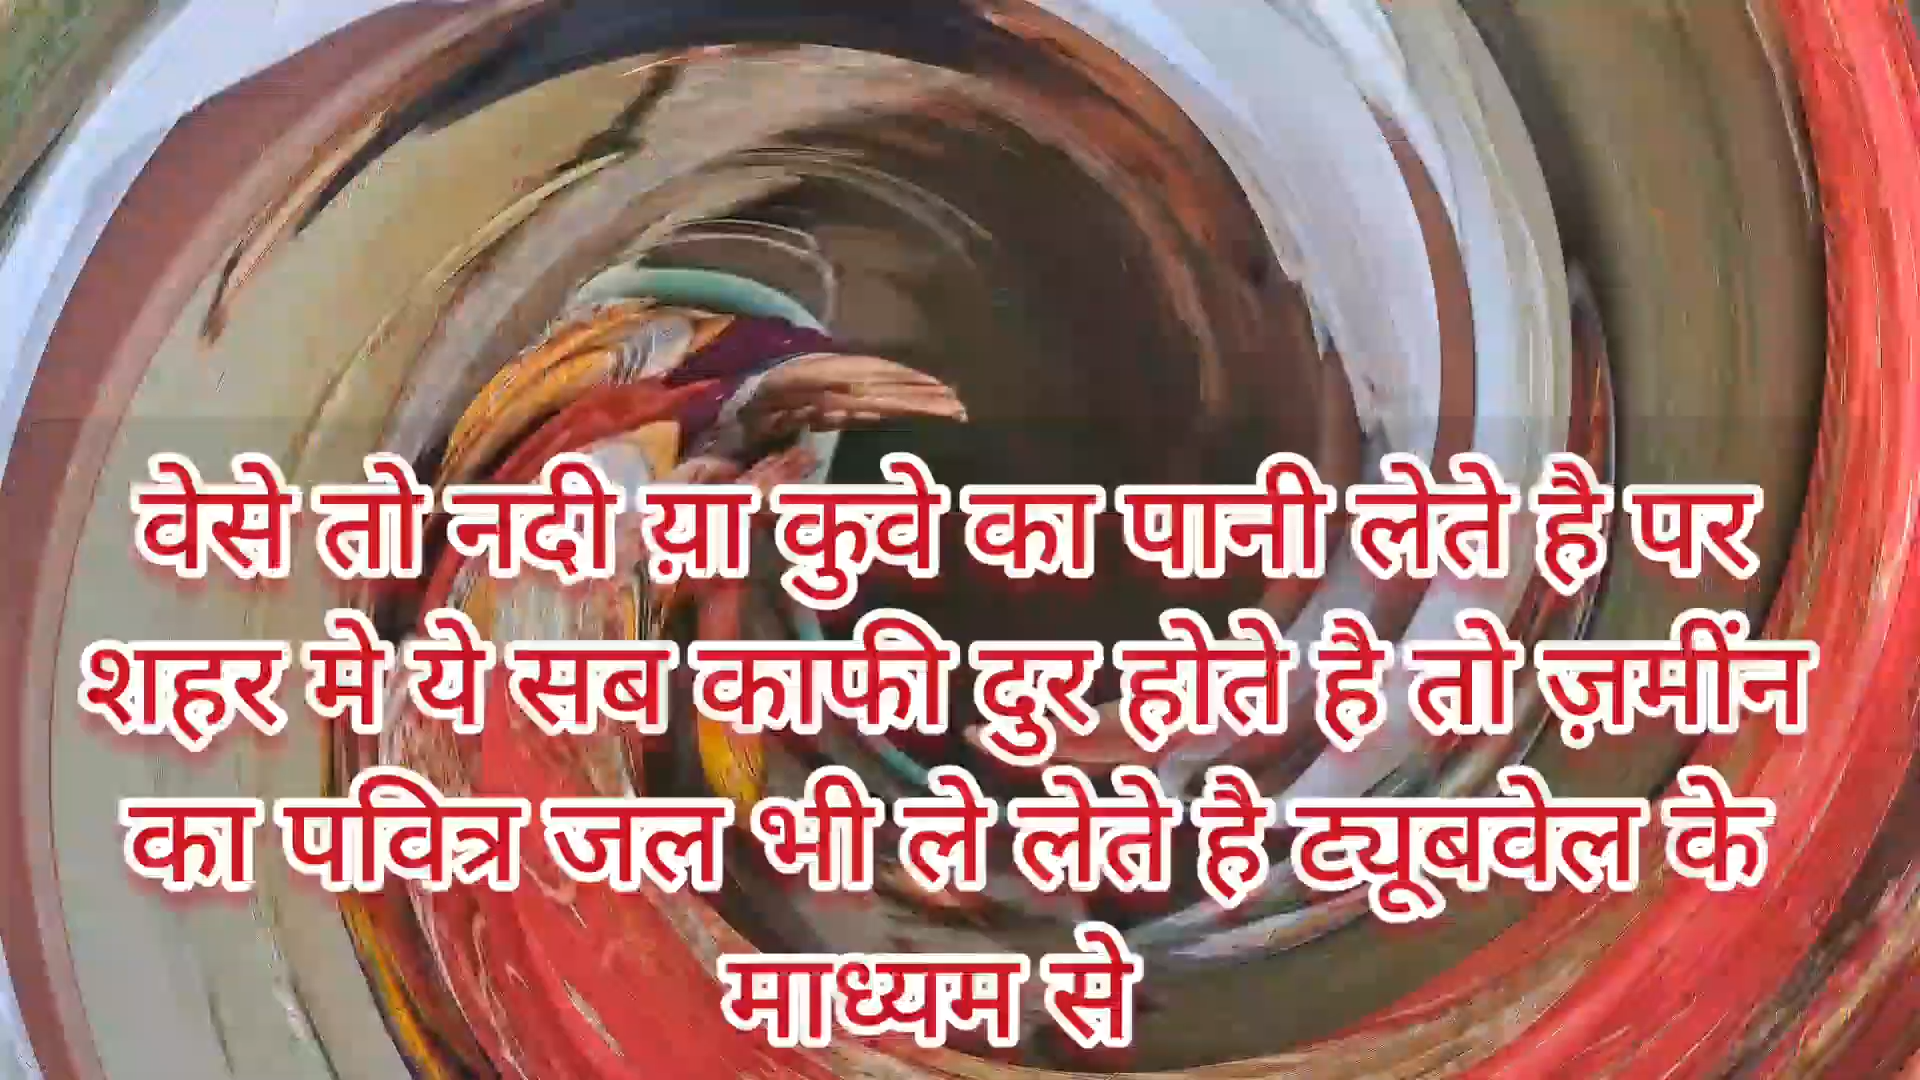 वेसे तो नदी य़ा कुवे का पानी लेते है पर
शहर मे ये सब काफी दुर होते है तो ज़मींन
का पवित्र जल भी ले लेते है ट्यूबवेल के
माध्यम से